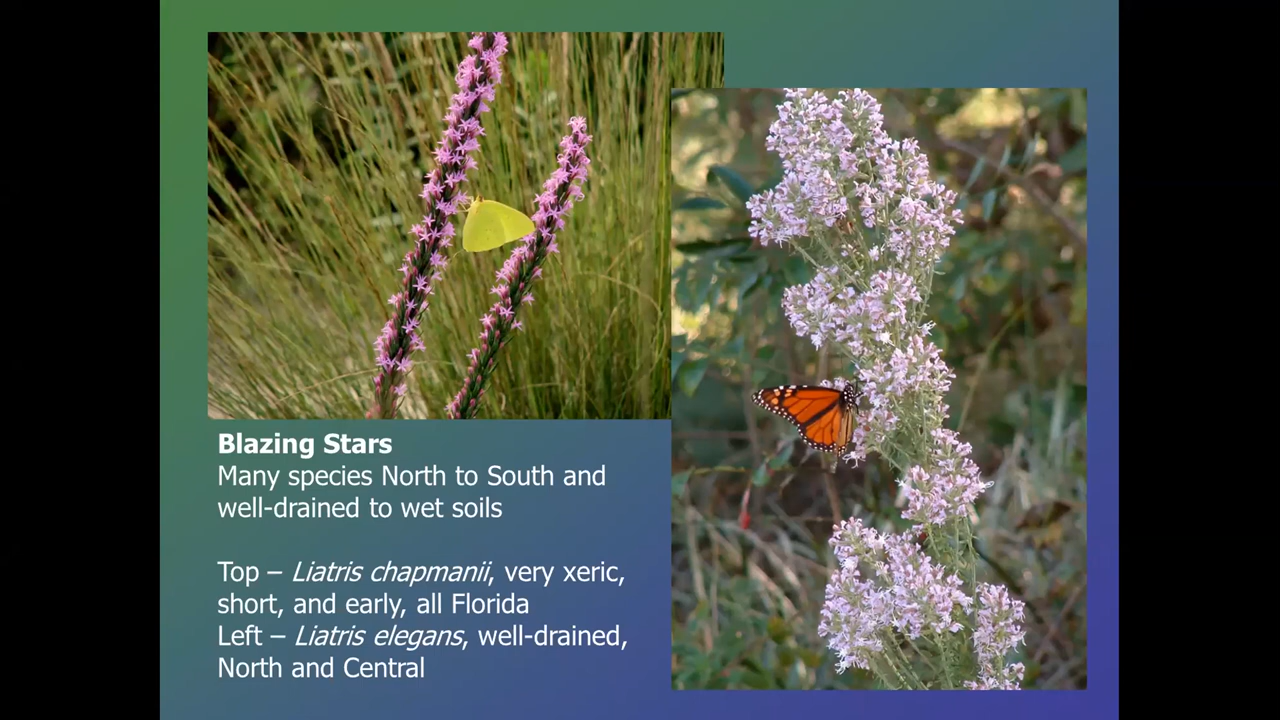 Blazing Stars
Many species North to South and
well-drained to wet soils
Top – Liatris chapmanii, very xeric,
short, and early, all Florida
Left – Liatris elegans, well-drained,
North and Central